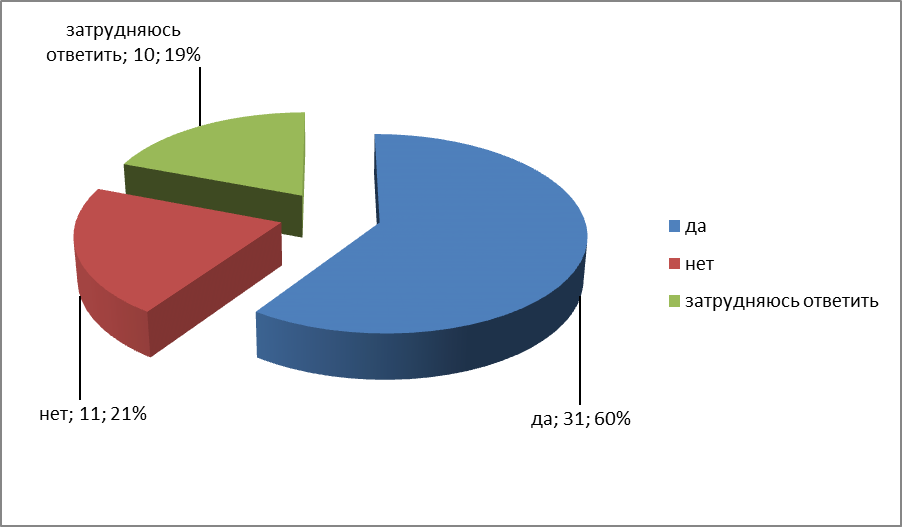 затрудняюсь
ответить; 10; 19%
да
нет
затрудняюсь ответить
нет; 11; 21%
да; 31; 60%